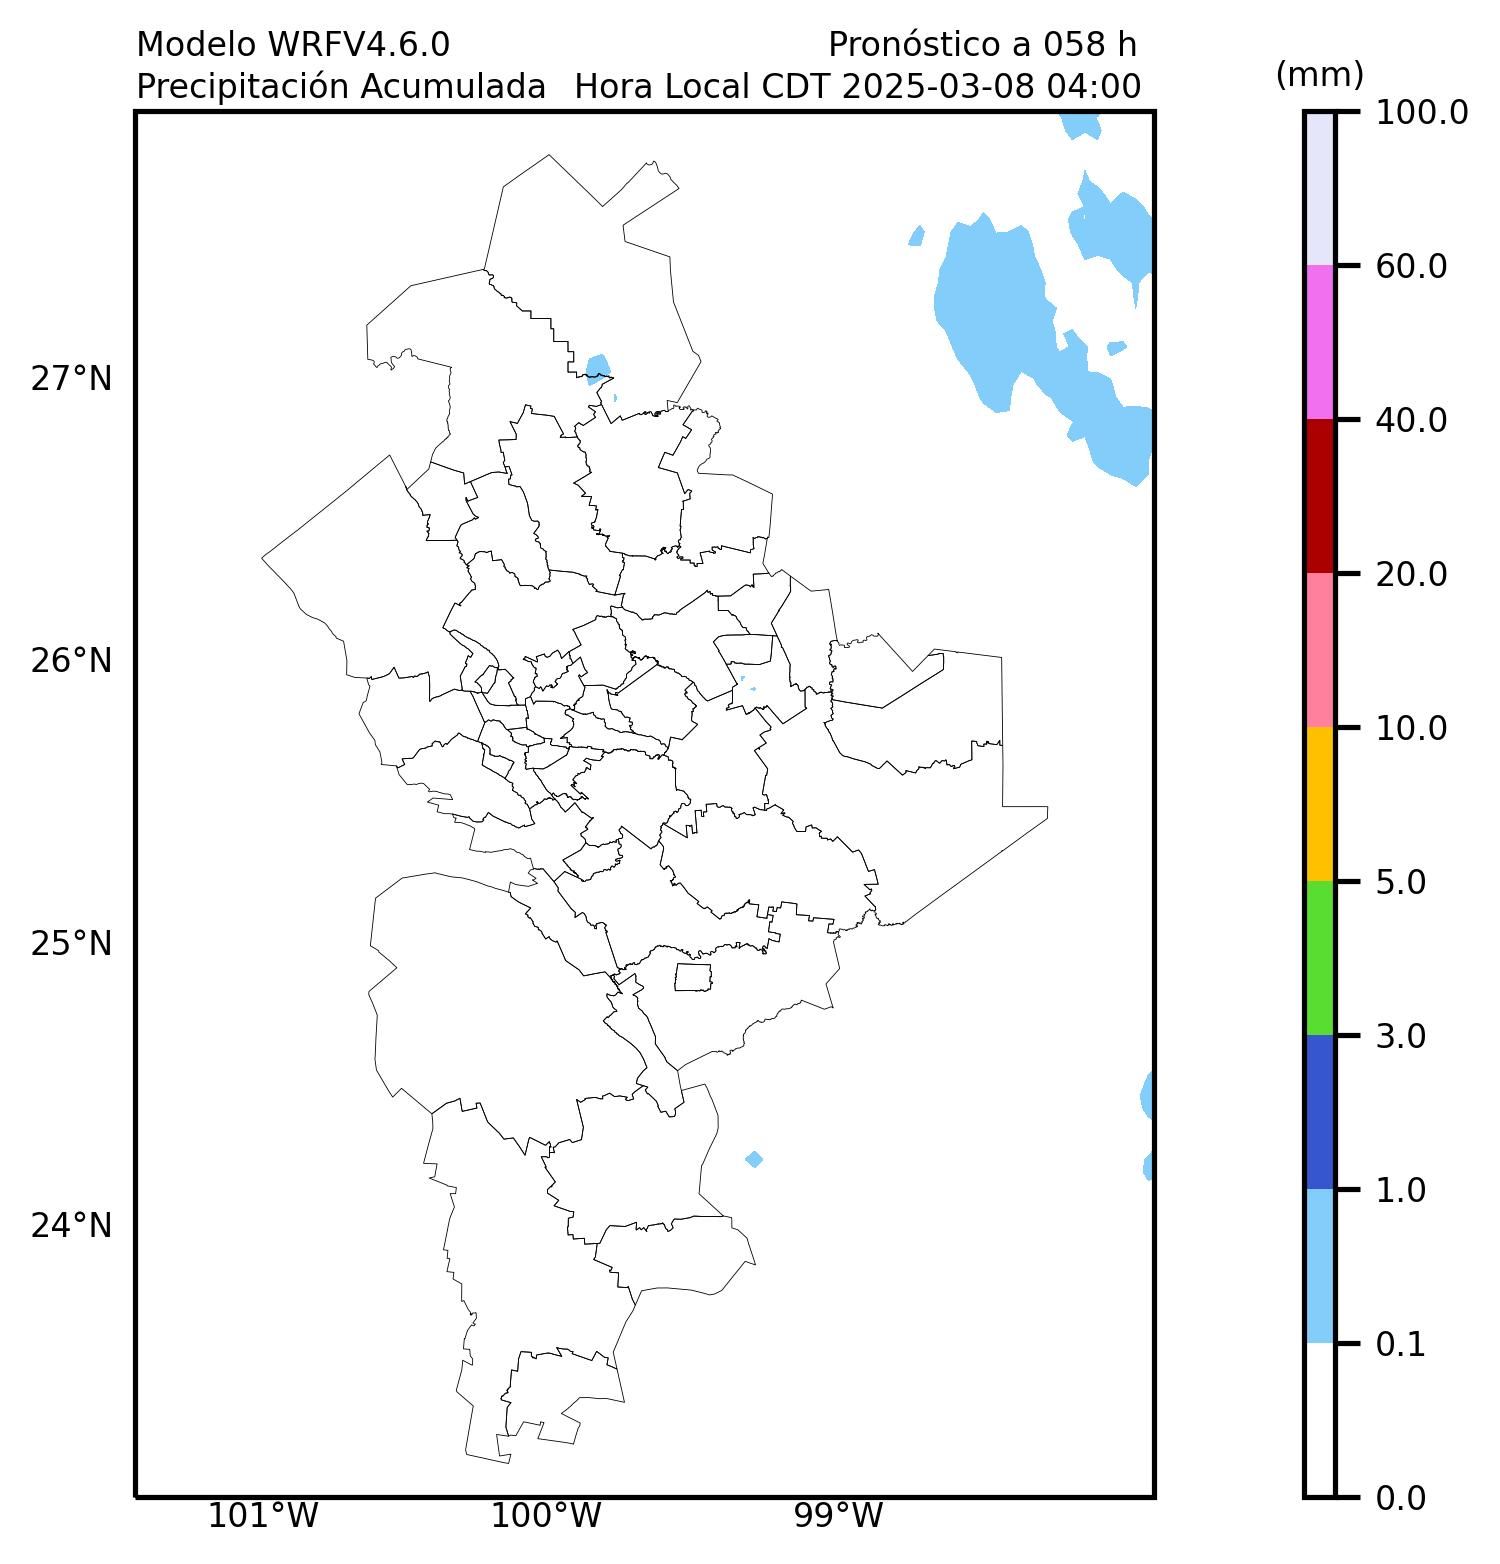 Modelo WRFV4.6.0 Pronóstico a 058 h
Precipitación Acumulada Hora Local CDT 2025-03-08 04:00
(mm)
100.0
60.0
40.0
20.0
10.0
5.0
3.0
1.0
0.1
0.0
27°N
26°N
25°N
24°N
101°W 100°W 99°W